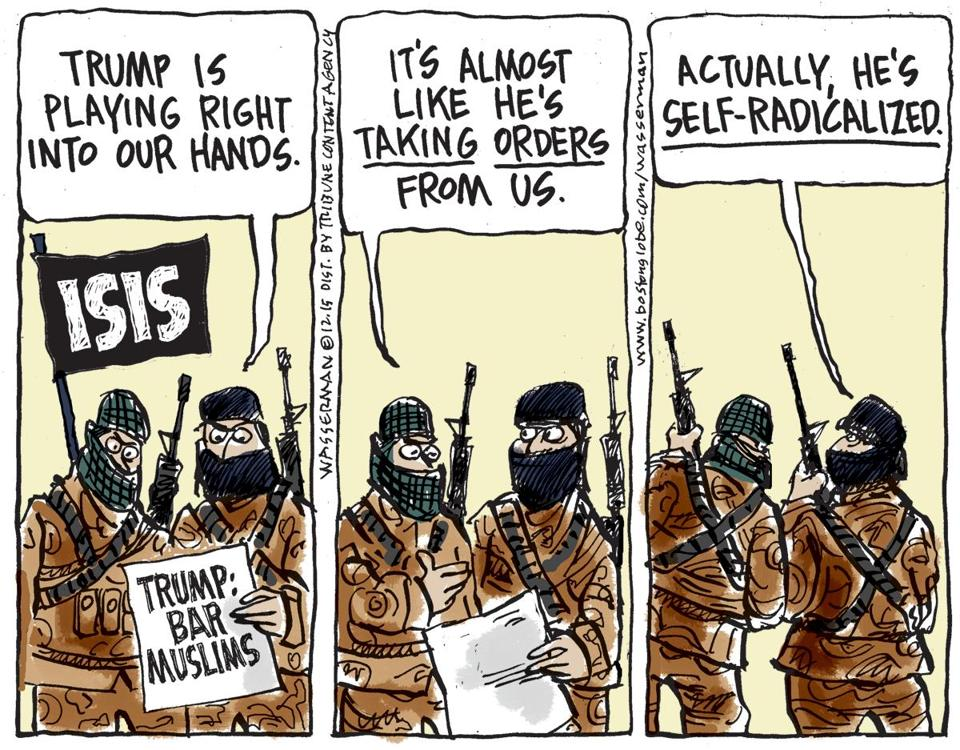 TRUMP IS
PLAYING RIGHT
INTO OUR HANDS.
ISIS
TRUMP:
BAR
MUSLIMS
WASSERMAN © 12.15 DIST. BY TRIBUNE CONTENT AGENCY
IT'S ALMOST
LIKE HE'S
TAKING ORDERS
FROM US.
www.bostonglobe.com/wasserman
ACTUALLY, HE'S
SELF-RADICALIZED.